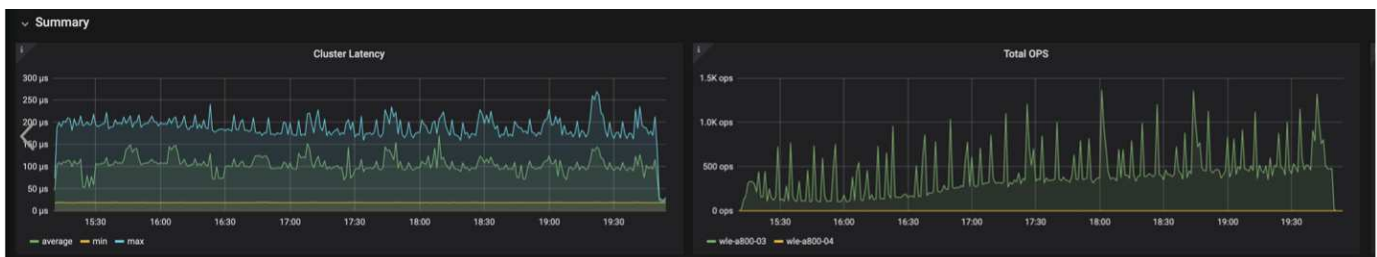 Summary
Cluster Latency
300 µs
250 µs
200 µs
150 µs
100 µs
50 µs
0 µs
15:30 16:00 16:30 17:00 17:30 18:00 18:30 19:00 19:30
average min max
Total OPS
1.5K ops
1.0K ops
500 ops
0 ops
15:30 16:00 16:30 17:00 17:30 18:00 18:30 19:00 19:30
wle-a800-03 wle-a800-04